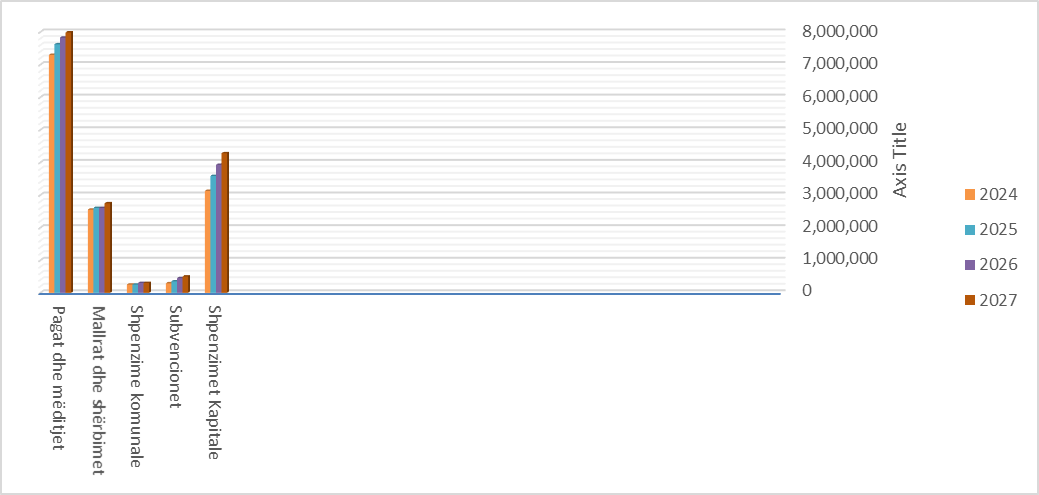 8,000,000
7,000,000
6,000,000
5,000,000
4,000,000
3,000,000
2,000,000
1,000,000
0
Axis Title
2024
2025
2026
2027
Pagat dhe mëditjet
Mallrat dhe shërbimet
Shpenzime komunale
Subvencionet
Shpenzimet Kapitale